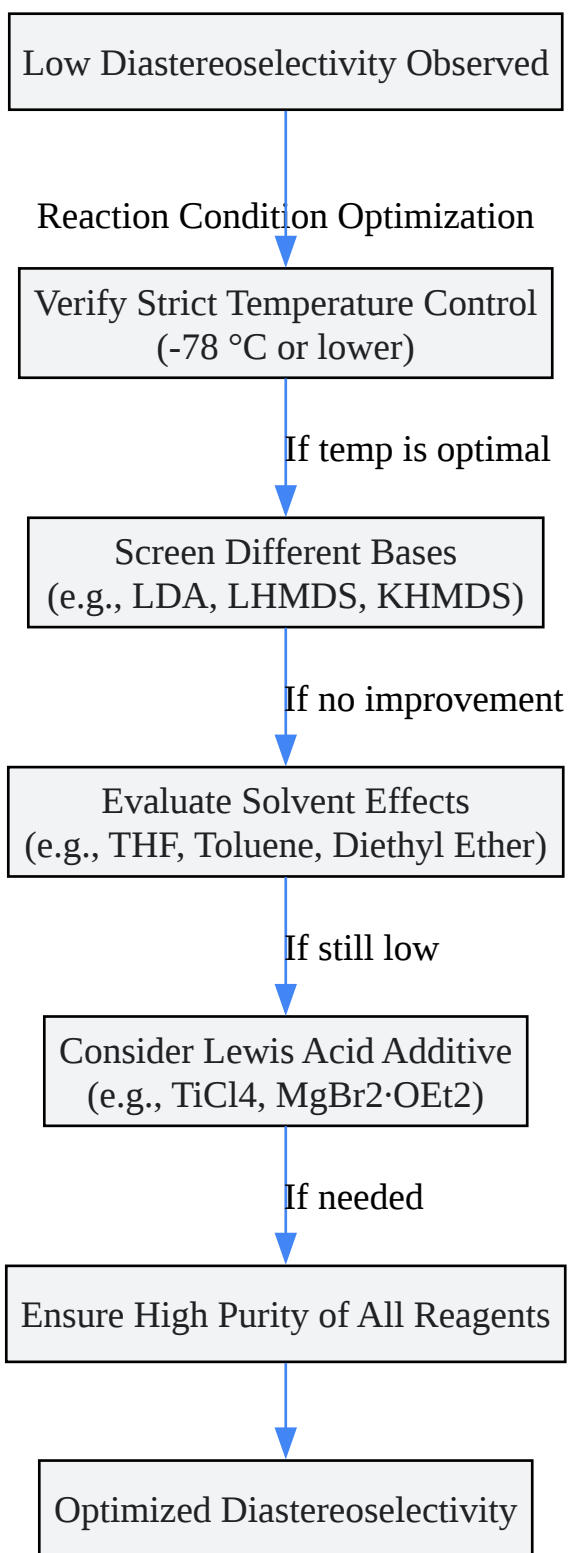 Low Diastereoselectivity Observed
Reaction Condition Optimization
Verify Strict Temperature Control
(-78 °C or lower)
If temp is optimal
Screen Different Bases
(e.g., LDA, LHMDS, KHMDS)
If no improvement
Evaluate Solvent Effects
(e.g., THF, Toluene, Diethyl Ether)
If still low
Consider Lewis Acid Additive
(e.g., TiCl4, MgBr2·OEt2)
If needed
Ensure High Purity of All Reagents
Optimized Diastereoselectivity